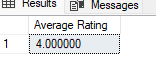 Results Messages
Average Rating
1 4.000000